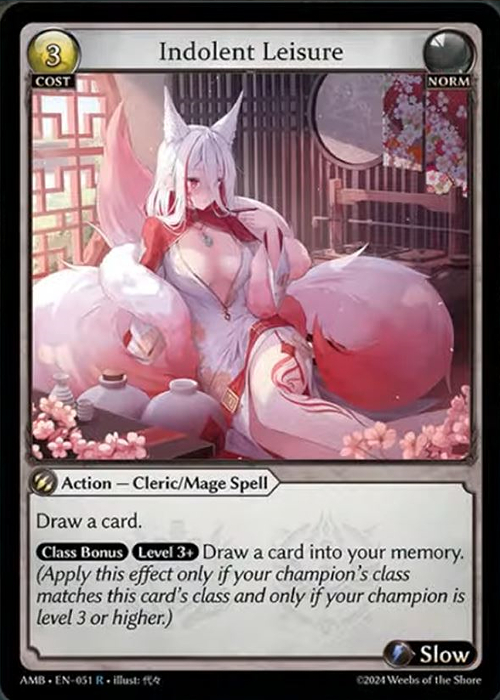 3
COST
Indolent Leisure
NORM
Action — Cleric/Mage Spell
Draw a card.
Class Bonus Level 3+ Draw a card into your memory.
(Apply this effect only if your champion's class
matches this card's class and only if your champion is
level 3 or higher.)
Slow
AMB • EN-051 R • illust: 代々
©2024 Weebs of the Shore